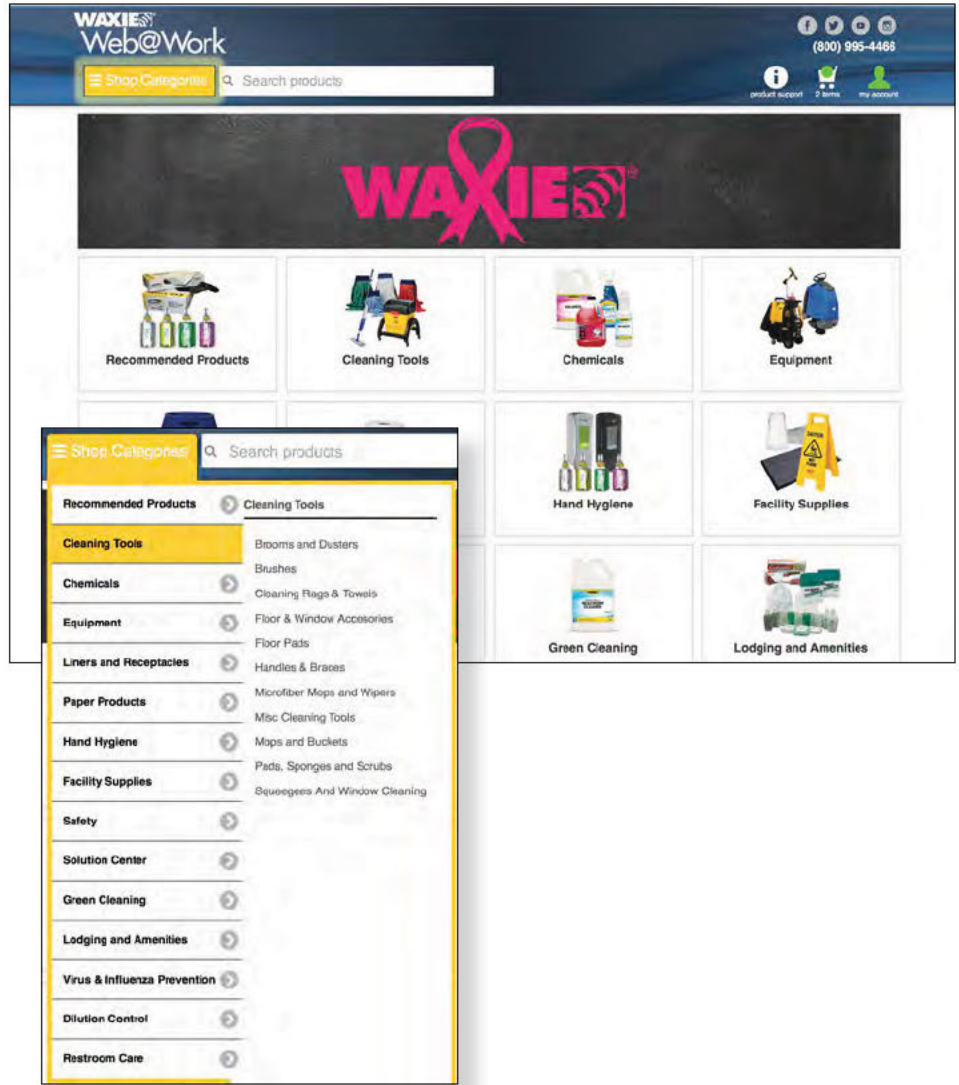 WAXIE
Web@Work
(800) 995-4466
Shop Categories
Search products
product support
2 items
my account
WAXIE
Recommended Products
Cleaning Tools
Chemicals
Equipment
Hand Hygiene
Facility Supplies
Green Cleaning
Lodging and Amenities
Shop Categories
Search products
Recommended Products
Cleaning Tools
Chemicals
Equipment
Liners and Receptacles
Paper Products
Hand Hygiene
Facility Supplies
Safety
Solution Center
Green Cleaning
Lodging and Amenities
Virus & Influenza Prevention
Dilution Control
Restroom Care
Cleaning Tools
Brooms and Dusters
Brushes
Cleaning Rags & Towels
Floor & Window Accesories
Floor Pads
Handles & Braces
Microfiber Mops and Wipers
Misc Cleaning Tools
Mops and Buckets
Pads, Sponges and Scrubs
Squeegees And Window Cleaning